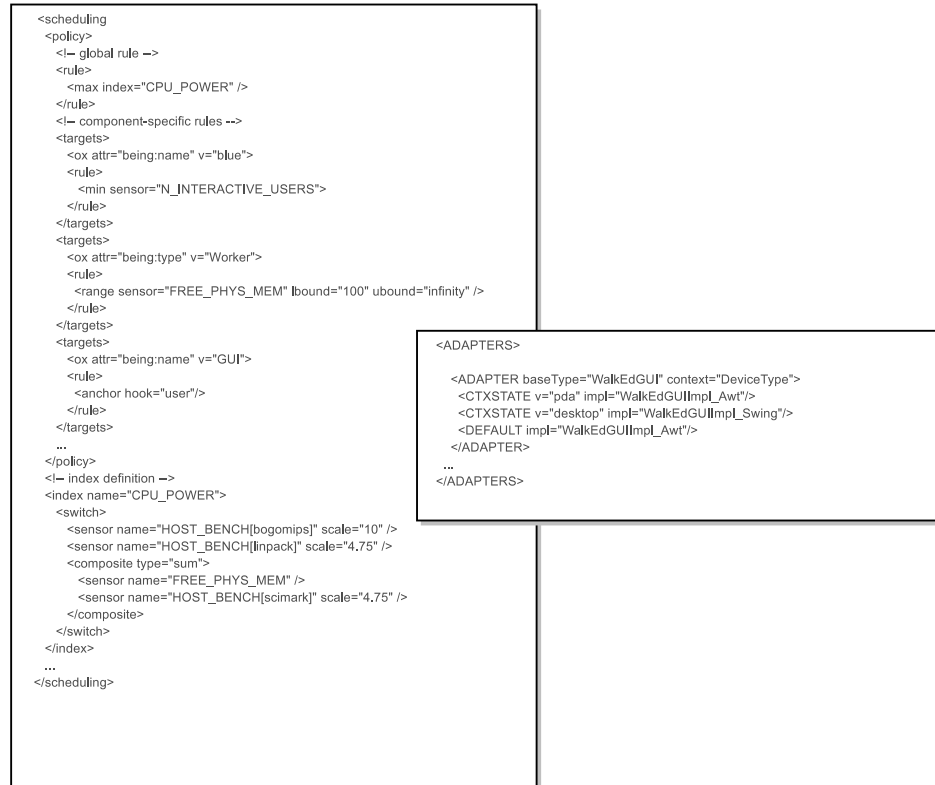 <scheduling
<policy>
<!-- global rule -->
<rule>
<max index="CPU_POWER" />
</rule>
<!-- component-specific rules -->
<targets>
<ox attr="being:name" v="blue">
<rule>
<min sensor="N_INTERACTIVE_USERS">
</rule>
</targets>
<targets>
<ox attr="being:type" v="Worker">
<rule>
<range sensor="FREE_PHYS_MEM" lbound="100" ubound="infinity" />
</rule>
</targets>
<targets>
<ox attr="being:name" v="GUI">
<rule>
<anchor hook="user"/>
</rule>
</targets>
...
</policy>
<!-- index definition -->
<index name="CPU_POWER">
<switch>
<sensor name="HOST_BENCH[bogomips]" scale="10" />
<sensor name="HOST_BENCH[linpack]" scale="4.75" />
<composite type="sum">
<sensor name="FREE_PHYS_MEM" />
<sensor name="HOST_BENCH[scimark]" scale="4.75" />
</composite>
</switch>
</index>
...
</scheduling>
<ADAPTERS>
<ADAPTER baseType="WalkEdGUI" context="DeviceType">
<CTXSTATE v="pda" impl="WalkEdGUIImpl_Awt"/>
<CTXSTATE v="desktop" impl="WalkEdGUIImpl_Swing"/>
<DEFAULT impl="WalkEdGUIImpl_Awt"/>
</ADAPTER>
...
</ADAPTERS>